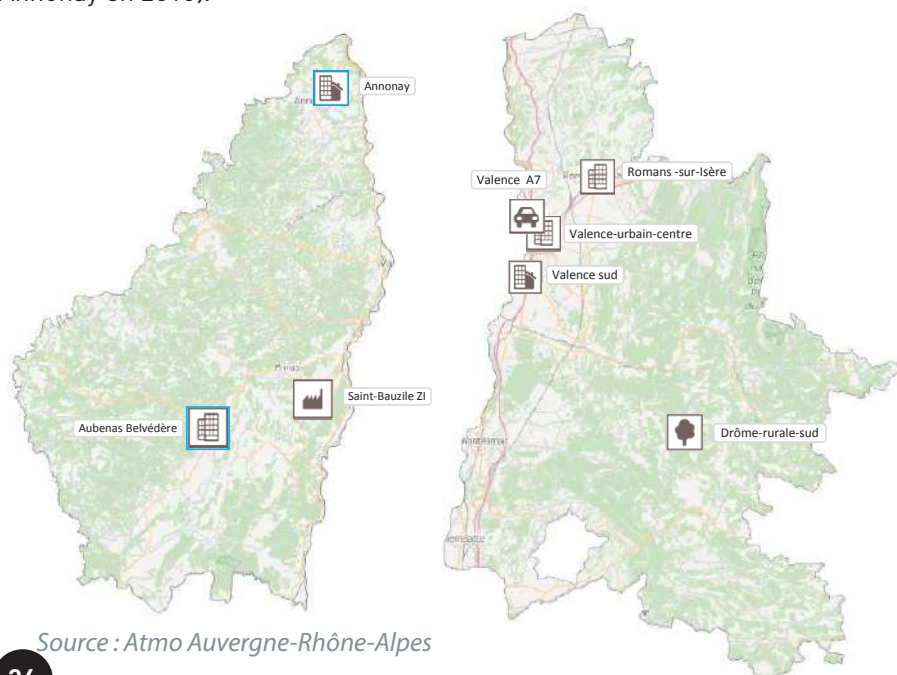 Annonay
Romans -sur-Isère
Valence A7
Valence-urbain-centre
Valence sud
Saint-Bauzile ZI
Aubenas Belvédère
Drôme-rurale-sud
Source : Atmo Auvergne-Rhône-Alpes